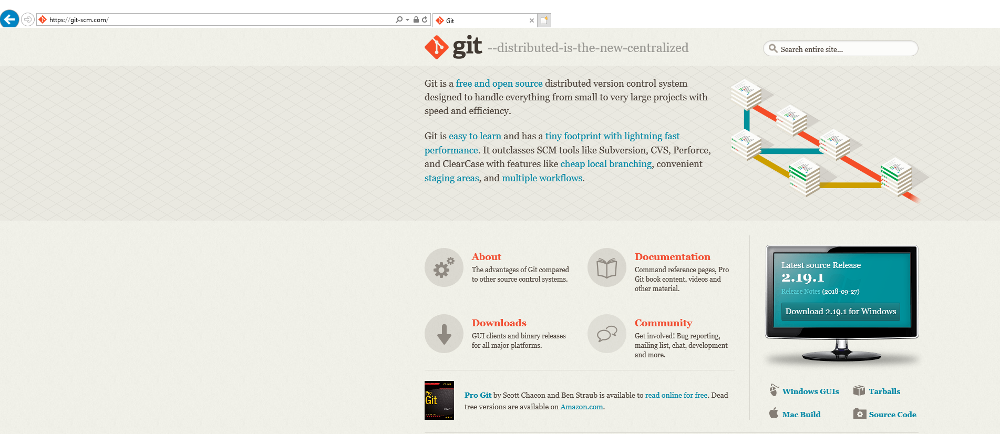 https://git-scm.com/
Git
git --distributed-is-the-new-centralized
Search entire site...
Git is a free and open source distributed version control system
designed to handle everything from small to very large projects with
speed and efficiency.
Git is easy to learn and has a tiny footprint with lightning fast
performance. It outclasses SCM tools like Subversion, CVS, Perforce,
and ClearCase with features like cheap local branching, convenient
staging areas, and multiple workflows.
About
The advantages of Git compared
to other source control systems.
Documentation
Command reference pages, Pro
Git book content, videos and
other material.
Downloads
GUI clients and binary releases
for all major platforms.
Community
Get involved! Bug reporting,
mailing list, chat, development
and more.
Pro
Git
Pro Git by Scott Chacon and Ben Straub is available to read online for free. Dead
tree versions are available on Amazon.com.
Latest source Release
2.19.1
Release Notes (2018-09-27)
Download 2.19.1 for Windows
Windows GUIs
Tarballs
Mac Build
Source Code